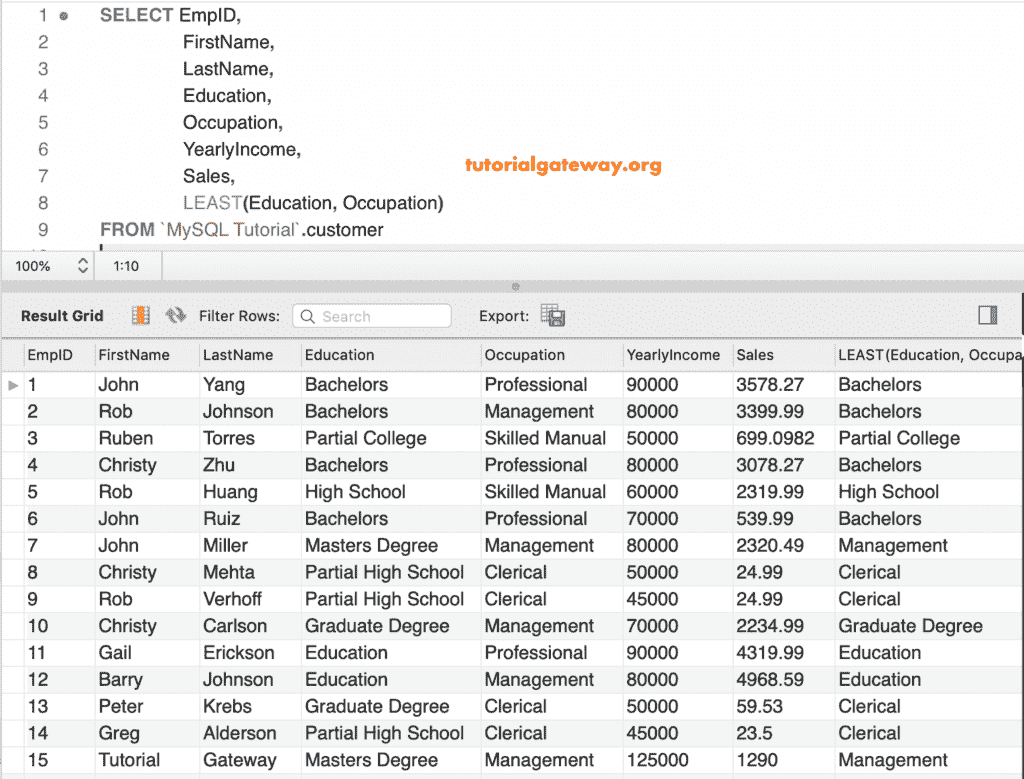 1 SELECT EmpID,
2 FirstName,
3 LastName,
4 Education,
5 Occupation,
6 YearlyIncome,
tutorialgateway.org
7 Sales,
8 LEAST(Education, Occupation)
9 FROM `MySQL Tutorial`.customer
100% 1:10
Result Grid Filter Rows: Search Export:
EmpID FirstName LastName Education Occupation YearlyIncome Sales LEAST(Education, Occupa
1 John Yang Bachelors Professional 90000 3578.27 Bachelors
2 Rob Johnson Bachelors Management 80000 3399.99 Bachelors
3 Ruben Torres Partial College Skilled Manual 50000 699.0982 Partial College
4 Christy Zhu Bachelors Professional 80000 3078.27 Bachelors
5 Rob Huang High School Skilled Manual 60000 2319.99 High School
6 John Ruiz Bachelors Professional 70000 539.99 Bachelors
7 John Miller Masters Degree Management 80000 2320.49 Management
8 Christy Mehta Partial High School Clerical 50000 24.99 Clerical
9 Rob Verhoff Partial High School Clerical 45000 24.99 Clerical
10 Christy Carlson Graduate Degree Management 70000 2234.99 Graduate Degree
11 Gail Erickson Education Professional 90000 4319.99 Education
12 Barry Johnson Education Management 80000 4968.59 Education
13 Peter Krebs Graduate Degree Clerical 50000 59.53 Clerical
14 Greg Alderson Partial High School Clerical 45000 23.5 Clerical
15 Tutorial Gateway Masters Degree Management 125000 1290 Management